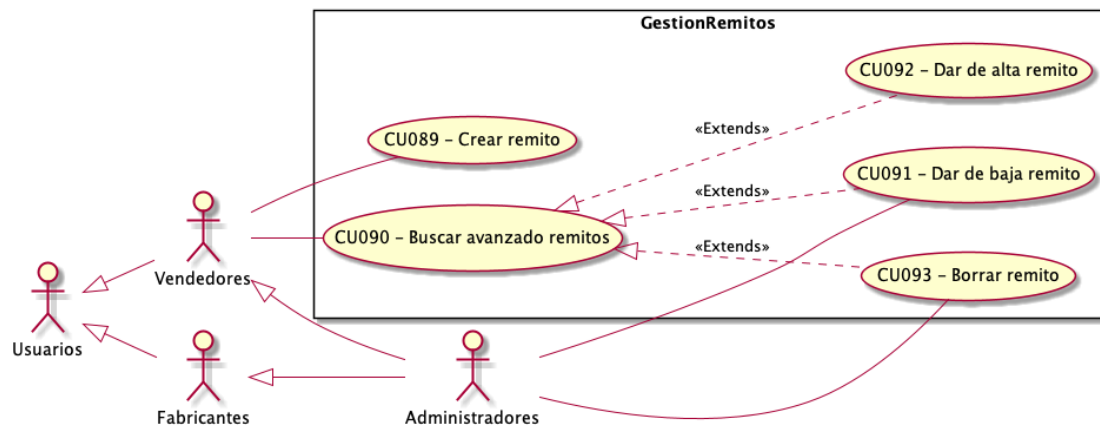 GestionRemitos
CU092 – Dar de alta remito
«Extends»
CU089 – Crear remito
CU091 – Dar de baja remito
«Extends»
CU090 – Buscar avanzado remitos
«Extends»
CU093 – Borrar remito
Vendedores
Usuarios
Fabricantes
Administradores